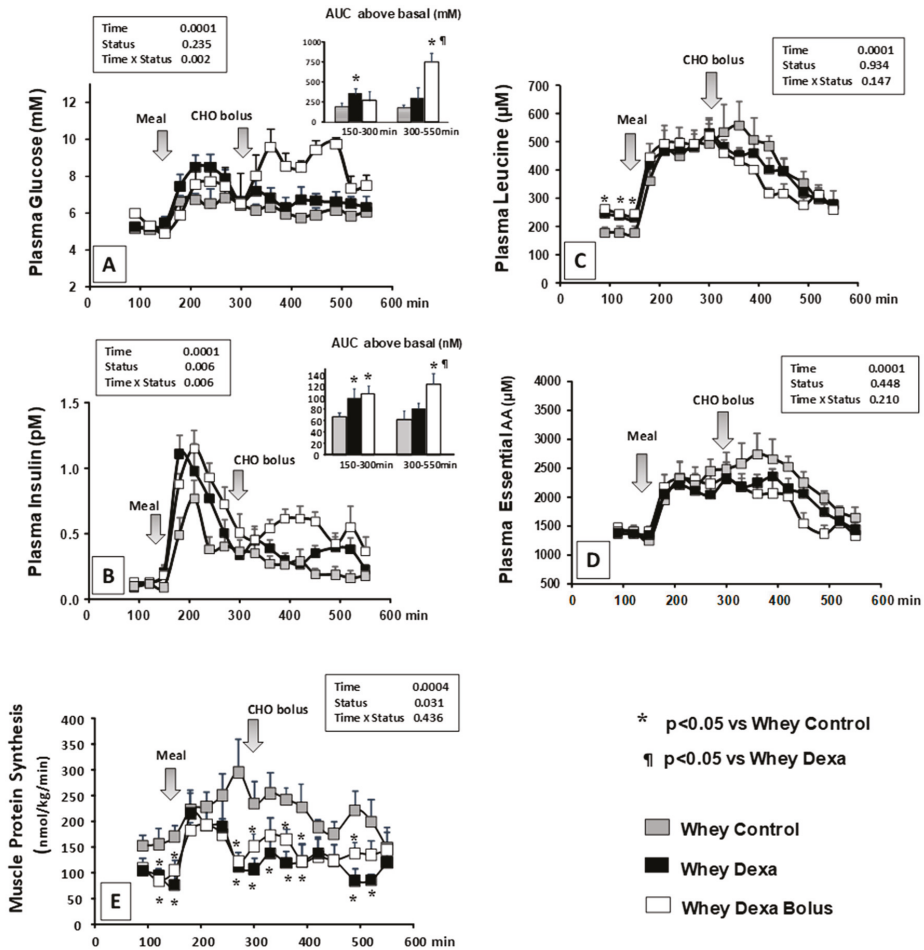 AUC above basal (mM)
Time 0.0001
Status 0.235
Time x Status 0.002
1000
750
500
250
0
* * ¶
150-300 min 300-550 min
Meal
CHO bolus
Plasma Glucose (mM)
12
10
8
6
4
2
A
0 100 200 300 400 500 600 min
Time 0.0001
Status 0.934
Time x Status 0.147
CHO bolus
Meal
Plasma Leucine (µM)
700
600
500
400
300
200
100
0
* * *
C
0 100 200 300 400 500 600 min
AUC above basal (nM)
Time 0.0001
Status 0.006
Time x Status 0.006
140
120
100
80
60
40
20
0
* * * ¶
150-300min 300-550min
Meal
CHO bolus
Plasma Insulin (pM)
1.5
1.0
0.5
0.0
B
0 100 200 300 400 500 600 min
Time 0.0001
Status 0.448
Time x Status 0.210
CHO bolus
Meal
Plasma Essential AA (µM)
4000
3500
3000
2500
2000
1500
1000
500
D
0 100 200 300 400 500 600 min
Time 0.0004
Status 0.031
Time x Status 0.436
CHO bolus
Meal
Muscle Protein Synthesis
(nmol/kg/min)
400
350
300
250
200
150
100
50
0
* * * * * * *
* * * * * * * * *
E
0 100 200 300 400 500 600 min
* p<0.05 vs Whey Control
¶ p<0.05 vs Whey Dexa
Whey Control
Whey Dexa
Whey Dexa Bolus